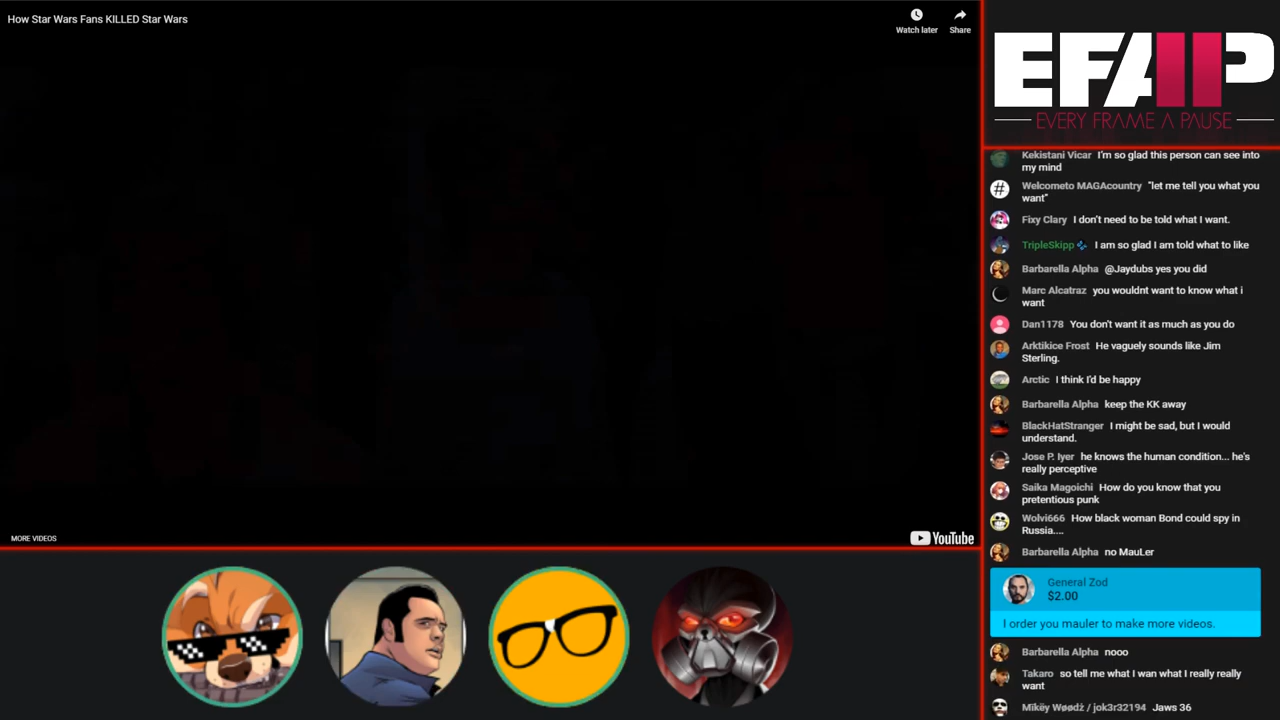 How Star Wars Fans KILLED Star Wars
Watch later
Share
MORE VIDEOS
YouTube
EFAP
EVERY FRAME A PAUSE
Kekistani Vicar I'm so glad this person can see into
my mind
#
Welcometo MAGAcountry "let me tell you what you
want"
Fixy Clary I don't need to be told what I want.
TripleSkipp I am so glad I am told what to like
Barbarella Alpha @Jaydubs yes you did
Marc Alcatraz you wouldnt want to know what i
want
Dan1178 You don't want it as much as you do
Arktikice Frost He vaguely sounds like Jim
Sterling.
Arctic I think I'd be happy
Barbarella Alpha keep the KK away
BlackHatStranger I might be sad, but I would
understand.
Jose P. Iyer he knows the human condition... he's
really perceptive
Saika Magoichi How do you know that you
pretentious punk
Wolvi666 How black woman Bond could spy in
Russia....
Barbarella Alpha no MauLer
General Zod
$2.00
I order you mauler to make more videos.
Barbarella Alpha nooo
Takaro so tell me what I wan what I really really
want
Mikëy Wøødż / jok3r32194 Jaws 36